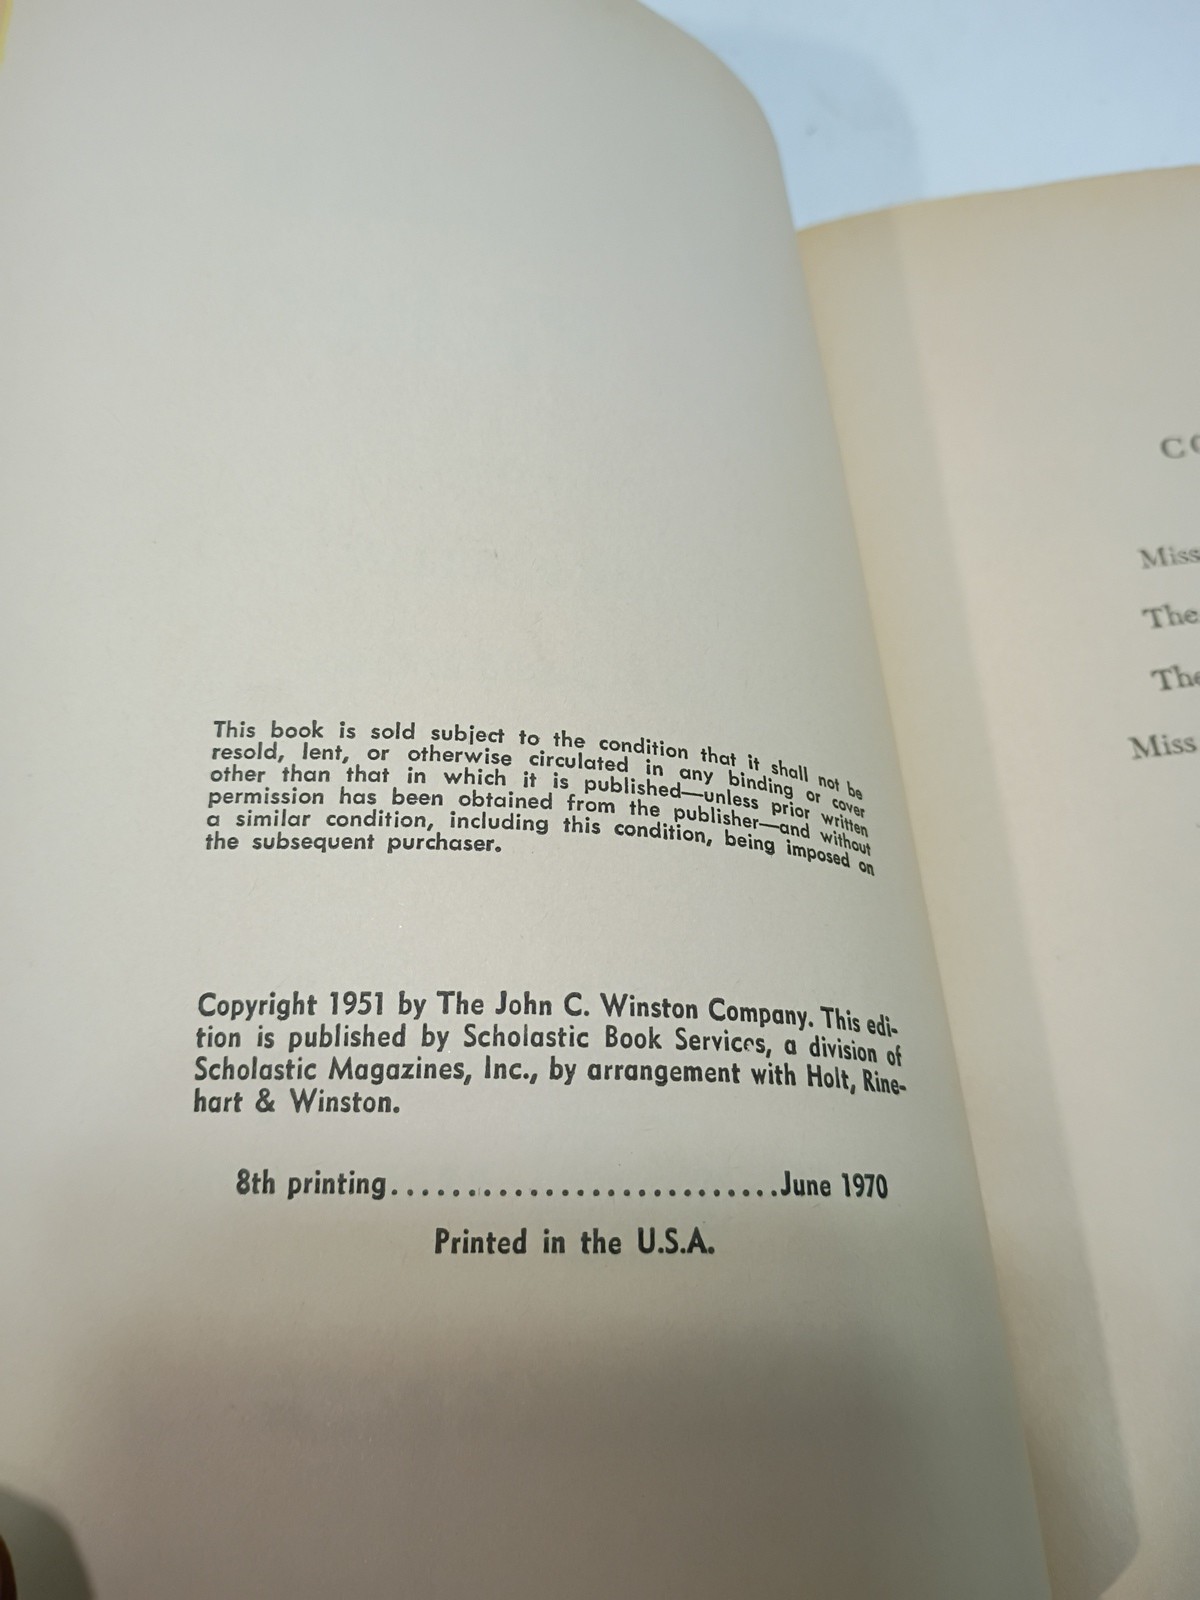 This book is sold subject to the condition that it shall not be
resold, lent, or otherwise circulated in any binding or cover
other than that in which it is published—unless prior written
permission has been obtained from the publisher—and without
a similar condition, including this condition, being imposed on
the subsequent purchaser.
Copyright 1951 by The John C. Winston Company. This edi-
tion is published by Scholastic Book Services, a division of
Scholastic Magazines, Inc., by arrangement with Holt, Rine-
hart & Winston.
8th printing...........................June 1970
Printed in the U.S.A.
Miss
The
The
Miss